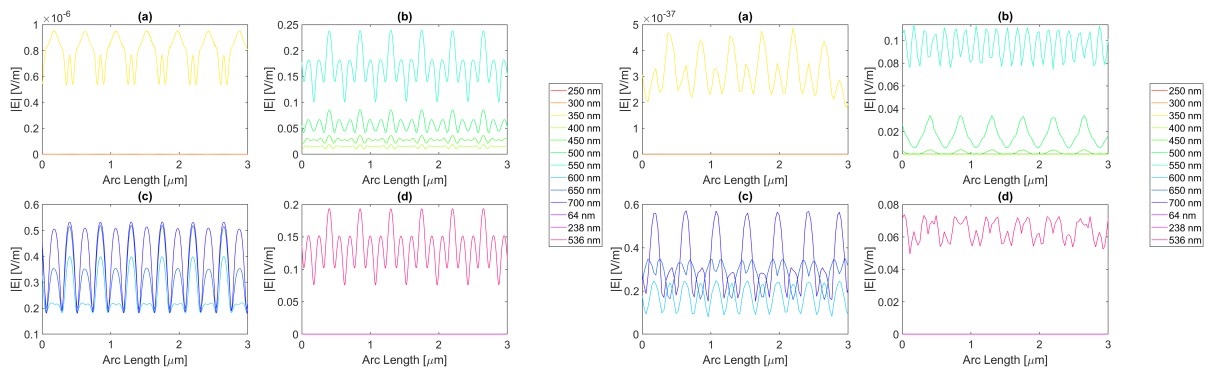 (a)
×10^-6
1
0.8
0.6
0.4
0.2
0
|E| [V/m]
0 1 2 3
Arc Length [μm]
(b)
0.25
0.2
0.15
0.1
0.05
0
|E| [V/m]
0 1 2 3
Arc Length [μm]
(c)
0.6
0.5
0.4
0.3
0.2
0.1
|E| [V/m]
0 1 2 3
Arc Length [μm]
(d)
0.2
0.15
0.1
0.05
0
|E| [V/m]
0 1 2 3
Arc Length [μm]
250 nm
300 nm
350 nm
400 nm
450 nm
500 nm
550 nm
600 nm
650 nm
700 nm
64 nm
238 nm
536 nm
(a)
×10^-37
5
4
3
2
1
0
|E| [V/m]
0 1 2 3
Arc Length [μm]
(b)
0.1
0.08
0.06
0.04
0.02
0
|E| [V/m]
0 1 2 3
Arc Length [μm]
(c)
0.6
0.4
0.2
0
|E| [V/m]
0 1 2 3
Arc Length [μm]
(d)
0.08
0.06
0.04
0.02
0
|E| [V/m]
0 1 2 3
Arc Length [μm]
250 nm
300 nm
350 nm
400 nm
450 nm
500 nm
550 nm
600 nm
650 nm
700 nm
64 nm
238 nm
536 nm